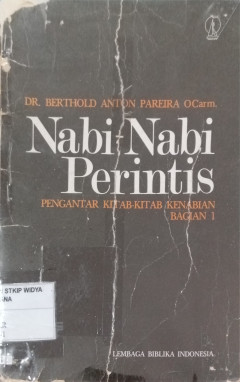 DR. BERTHOLD ANTON PAREIRA OCarm.
Nabi-Nabi
Perintis
PENGANTAR KITAB-KITAB KENABIAN
BAGIAN 1
STKIP WIDYA
ANA
LEMBAGA BIBLIKA INDONESIA